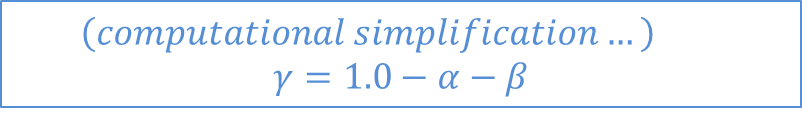 (computational simplification …)
γ = 1.0 − α − β